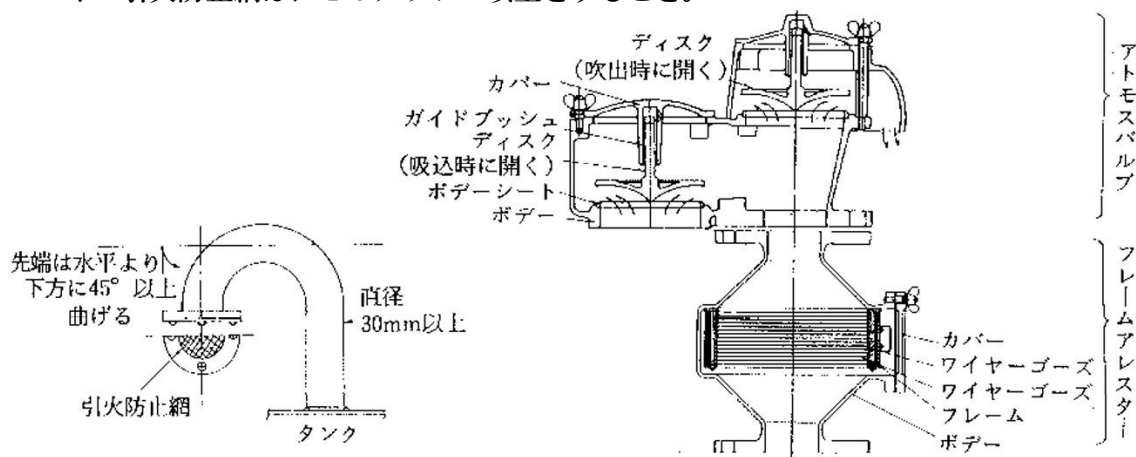 先端は水平より
下方に45°以上
曲げる
引火防止網
直径
30mm以上
タンク
ディスク
(吹出時に開く)
カバー
ガイドブッシュ
ディスク
(吸込時に開く)
ボデーシート
ボデー
アトモスバルブ
カバー
ワイヤーゴーズ
ワイヤーゴーズ
フレーム
ボデー
フレームアレスター